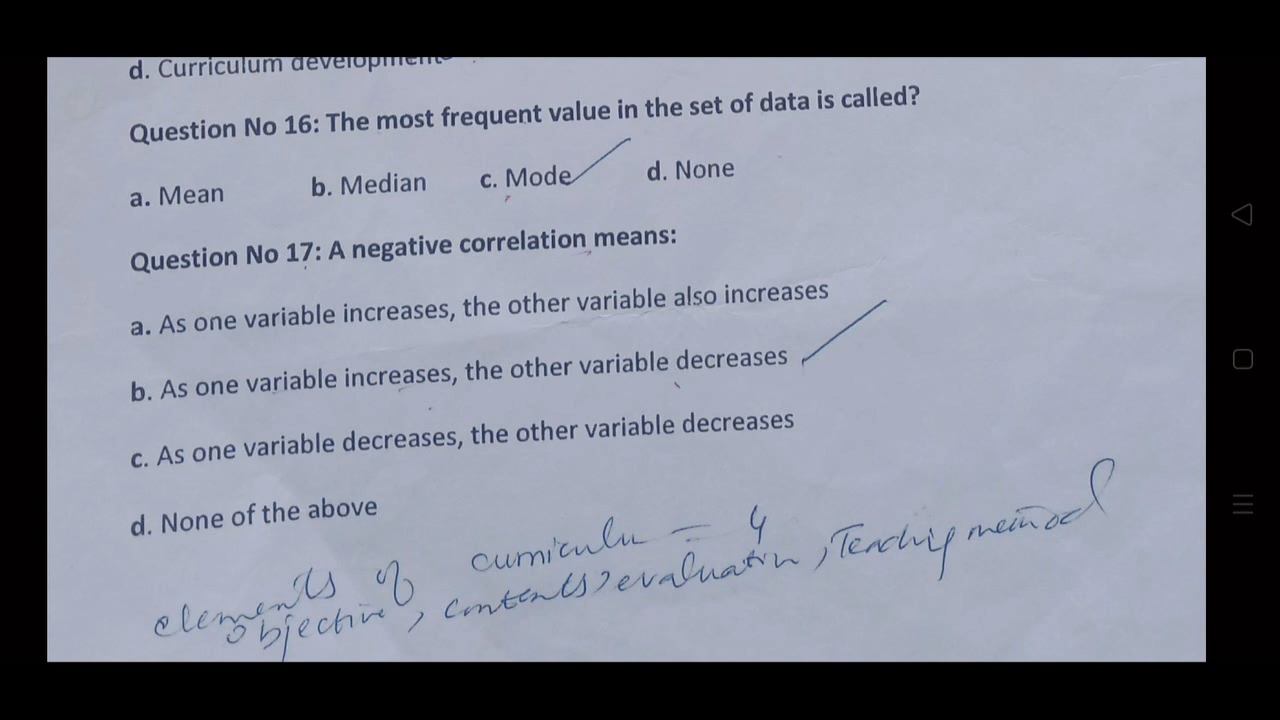 d. Curriculum development
Question No 16: The most frequent value in the set of data is called?
a. Mean b. Median c. Mode d. None
Question No 17: A negative correlation means:
a. As one variable increases, the other variable also increases
b. As one variable increases, the other variable decreases
c. As one variable decreases, the other variable decreases
d. None of the above
elements of curriculu = 4
objective, contents, evaluation, Teaching method